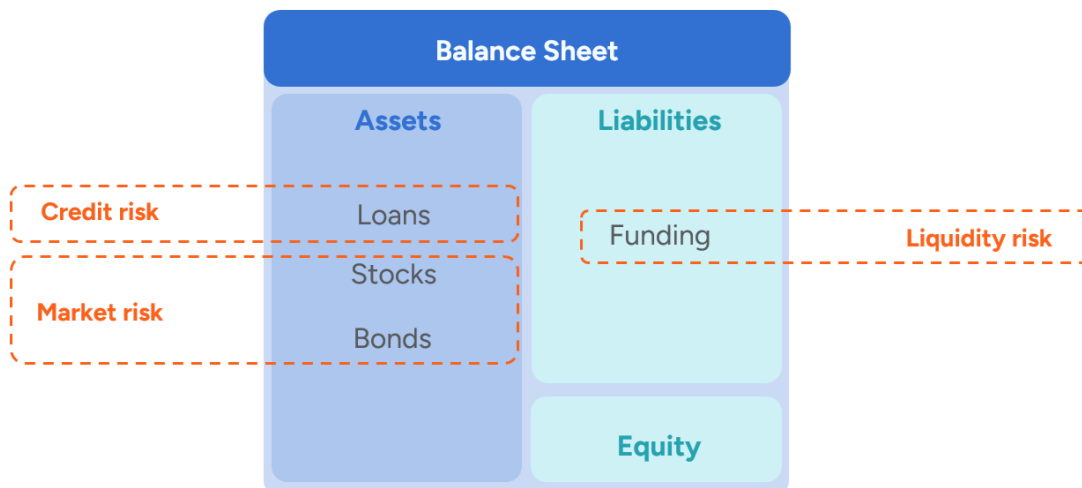 Balance Sheet
Assets
Liabilities
Credit risk
Loans
Funding
Liquidity risk
Stocks
Market risk
Bonds
Equity